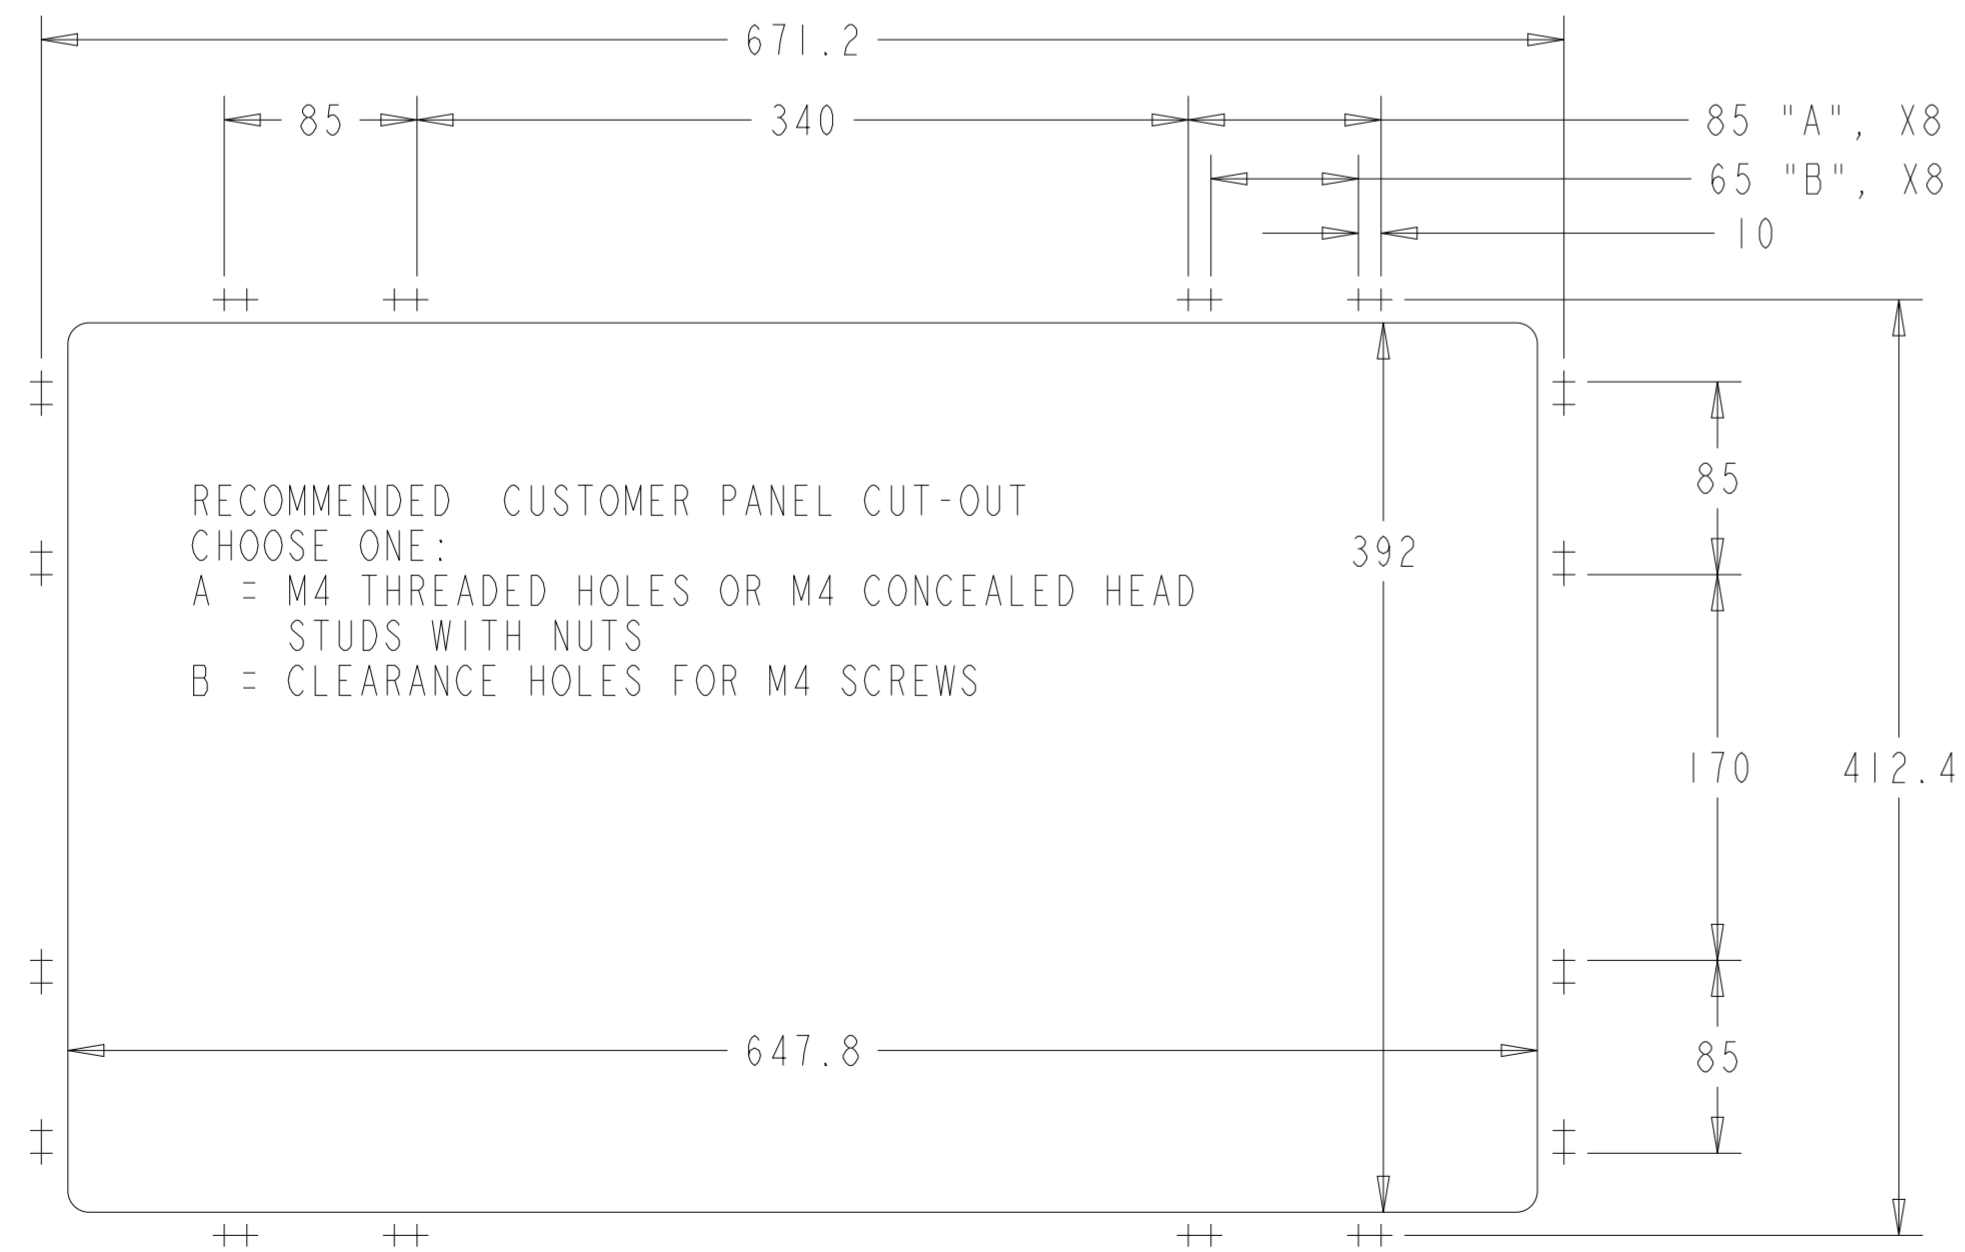 671.2
85 340 85 "A", X8
65 "B", X8
10
RECOMMENDED CUSTOMER PANEL CUT-OUT
CHOOSE ONE:
A = M4 THREADED HOLES OR M4 CONCEALED HEAD
STUDS WITH NUTS
B = CLEARANCE HOLES FOR M4 SCREWS
85
392
170 412.4
647.8
85